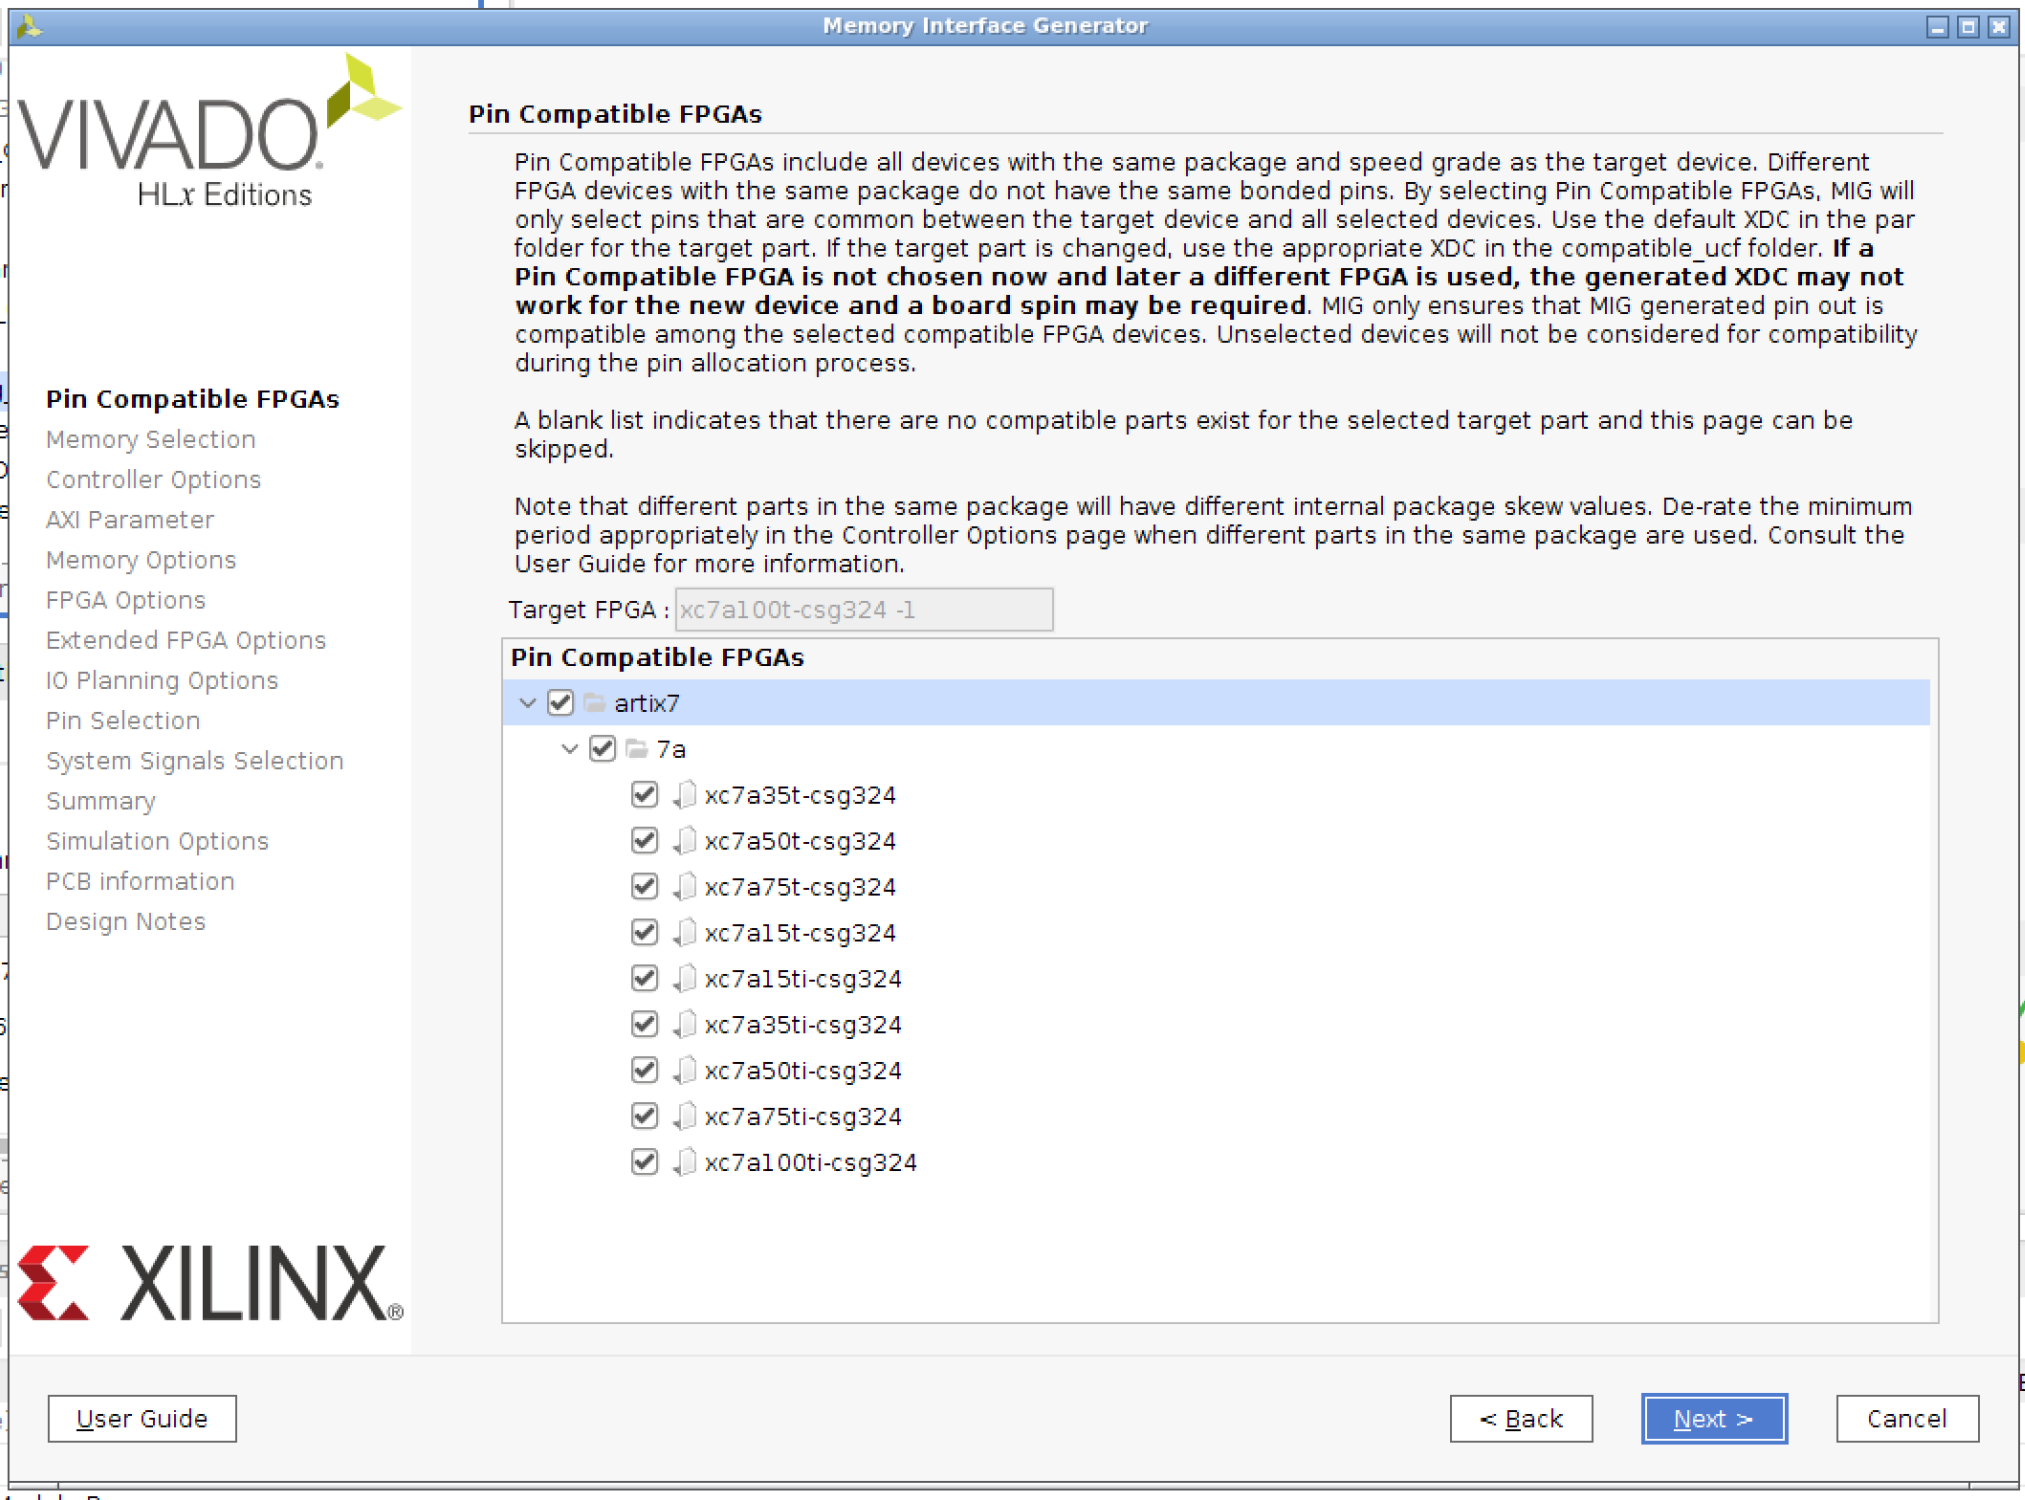 Memory Interface Generator
VIVADO.
HLx Editions
Pin Compatible FPGAs
Memory Selection
Controller Options
AXI Parameter
Memory Options
FPGA Options
Extended FPGA Options
IO Planning Options
Pin Selection
System Signals Selection
Summary
Simulation Options
PCB information
Design Notes
XILINX®
Pin Compatible FPGAs
Pin Compatible FPGAs include all devices with the same package and speed grade as the target device. Different
FPGA devices with the same package do not have the same bonded pins. By selecting Pin Compatible FPGAs, MIG will
only select pins that are common between the target device and all selected devices. Use the default XDC in the par
folder for the target part. If the target part is changed, use the appropriate XDC in the compatible_ucf folder. If a
Pin Compatible FPGA is not chosen now and later a different FPGA is used, the generated XDC may not
work for the new device and a board spin may be required. MIG only ensures that MIG generated pin out is
compatible among the selected compatible FPGA devices. Unselected devices will not be considered for compatibility
during the pin allocation process.
A blank list indicates that there are no compatible parts exist for the selected target part and this page can be
skipped.
Note that different parts in the same package will have different internal package skew values. De-rate the minimum
period appropriately in the Controller Options page when different parts in the same package are used. Consult the
User Guide for more information.
Target FPGA : xc7a100t-csg324 -1
Pin Compatible FPGAs
artix7
7a
xc7a35t-csg324
xc7a50t-csg324
xc7a75t-csg324
xc7a15t-csg324
xc7a15ti-csg324
xc7a35ti-csg324
xc7a50ti-csg324
xc7a75ti-csg324
xc7a100ti-csg324
User Guide
< Back
Next >
Cancel